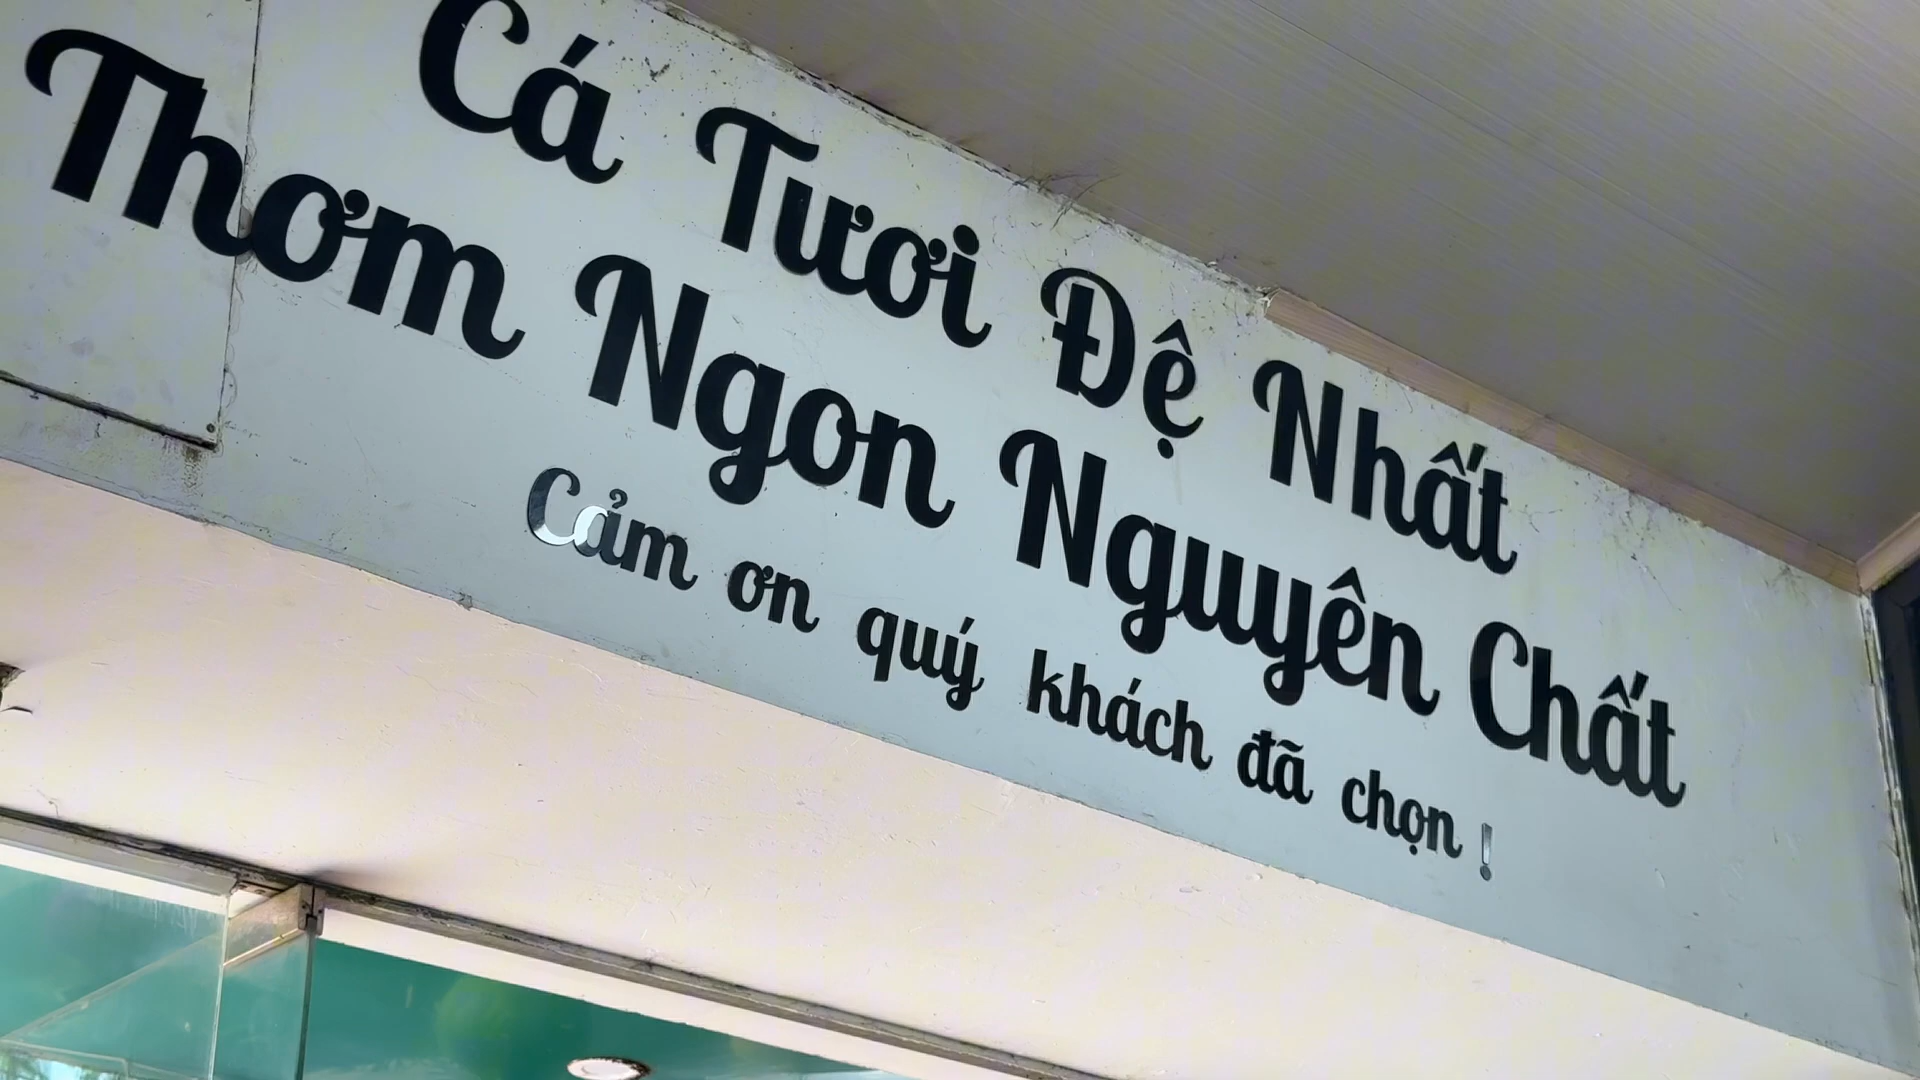 Cá Tươi Đệ Nhất
Thơm Ngon Nguyên Chất
Cảm ơn quý khách đã chọn !